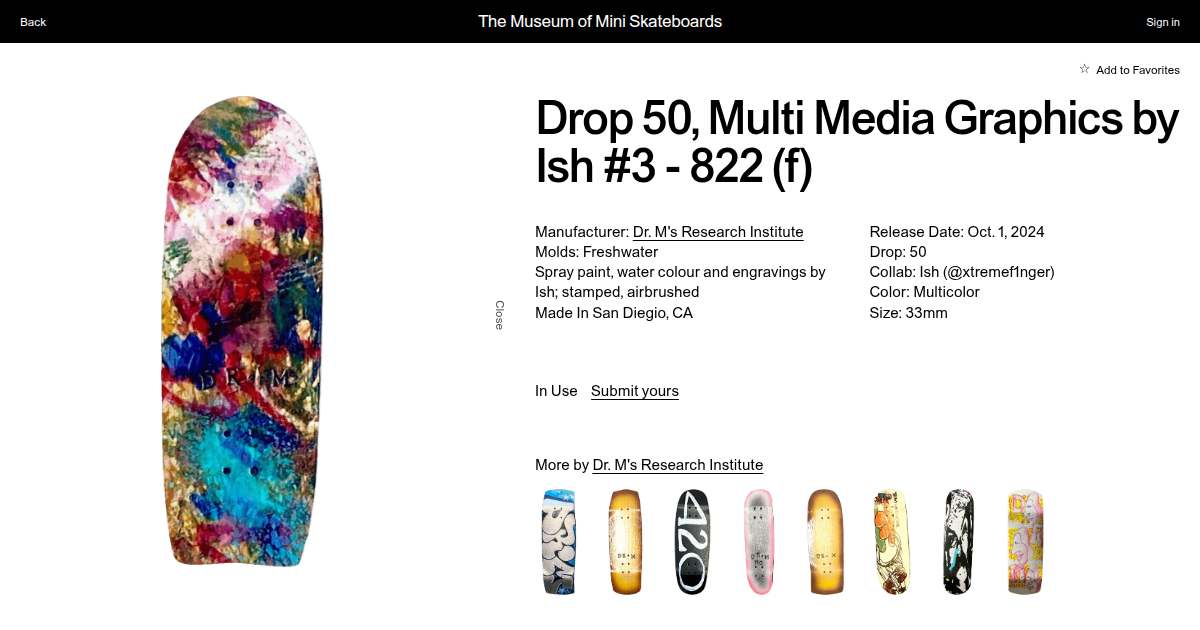 Back
The Museum of Mini Skateboards
Sign in
☆ Add to Favorites
Drop 50, Multi Media Graphics by
Ish #3 - 822 (f)
Manufacturer: Dr. M's Research Institute
Molds: Freshwater
Spray paint, water colour and engravings by
Ish; stamped, airbrushed
Made In San Diegio, CA
Release Date: Oct. 1, 2024
Drop: 50
Collab: Ish (@xtremef1nger)
Color: Multicolor
Size: 33mm
Close
DR•M
In Use Submit yours
More by Dr. M's Research Institute
420